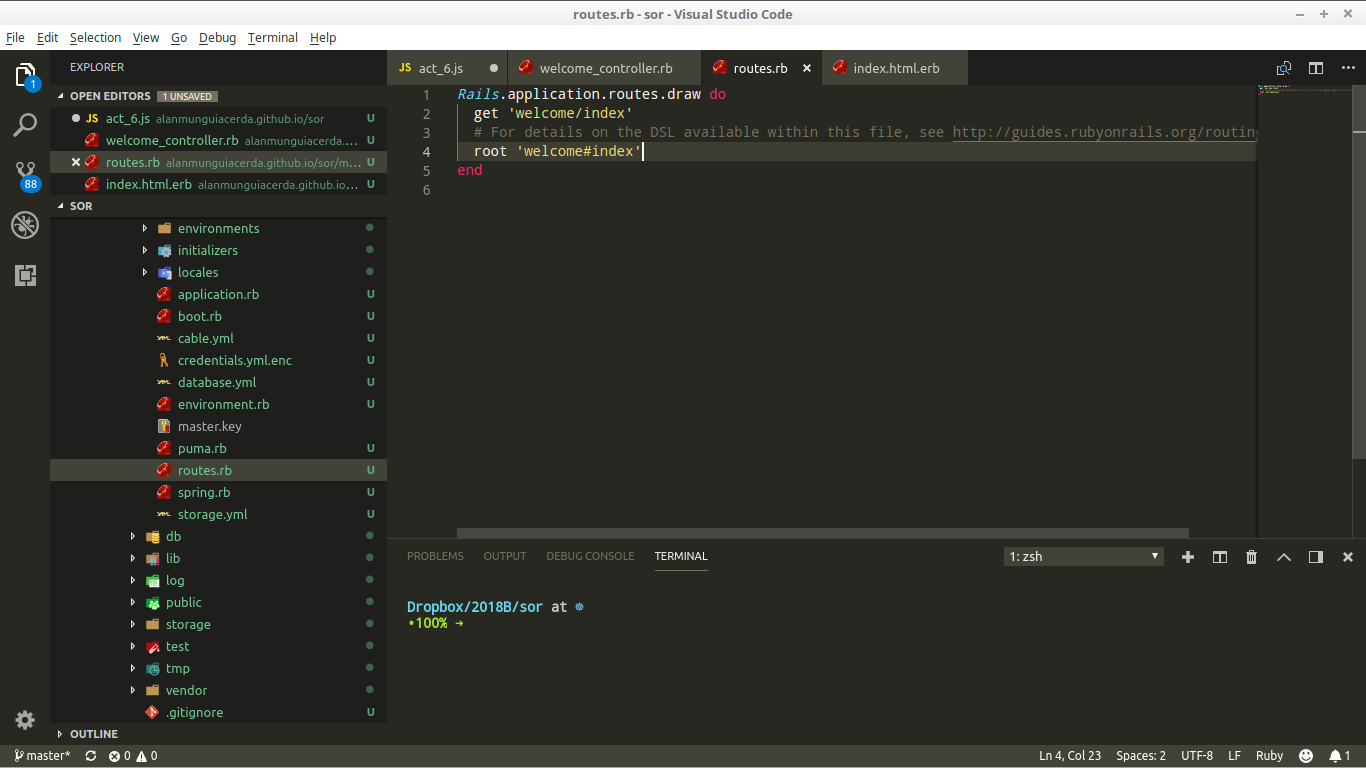 routes.rb - sor - Visual Studio Code
File Edit Selection View Go Debug Terminal Help
EXPLORER
JS act_6.js
welcome_controller.rb
routes.rb
index.html.erb
OPEN EDITORS 1 UNSAVED
JS act_6.js alanmunguiacerda.github.io/sor U
welcome_controller.rb alanmunguiacerda.... U
routes.rb alanmunguiacerda.github.io/sor/m... U
index.html.erb alanmunguiacerda.github.io... U
1
88
SOR
environments
initializers
locales
application.rb U
boot.rb U
cable.yml U
credentials.yml.enc U
database.yml U
environment.rb U
master.key
puma.rb U
routes.rb U
spring.rb U
storage.yml U
db
lib
log
public
storage
test
tmp
vendor
.gitignore U
OUTLINE
1 Rails.application.routes.draw do
2 get 'welcome/index'
3 # For details on the DSL available within this file, see http://guides.rubyonrails.org/routing
4 root 'welcome#index'
5 end
6
PROBLEMS OUTPUT DEBUG CONSOLE TERMINAL
1: zsh
Dropbox/2018B/sor at ☸
•100% →
master* 0 0
Ln 4, Col 23 Spaces: 2 UTF-8 LF Ruby 1